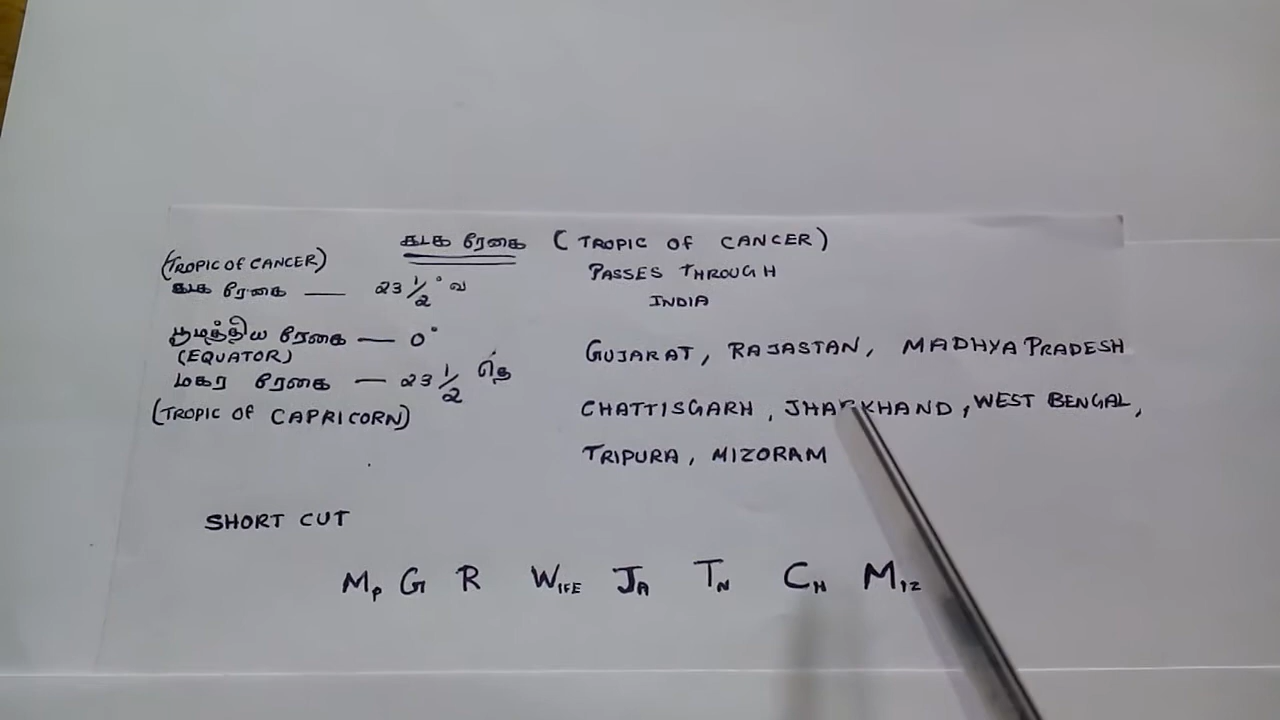 கடக ரேகை (TROPIC OF CANCER)
PASSES THROUGH
INDIA
(TROPIC OF CANCER)
கடக ரேகை — 23 1/2° வ
பூமத்திய ரேகை — 0°
(EQUATOR)
மகர ரேகை — 23 1/2 தெ
(TROPIC OF CAPRICORN)
GUJARAT, RAJASTAN, MADHYA PRADESH
CHATTISGARH, JHARKHAND, WEST BENGAL,
TRIPURA, MIZORAM
SHORT CUT
MP G R WIFE JA TN CH MIZ